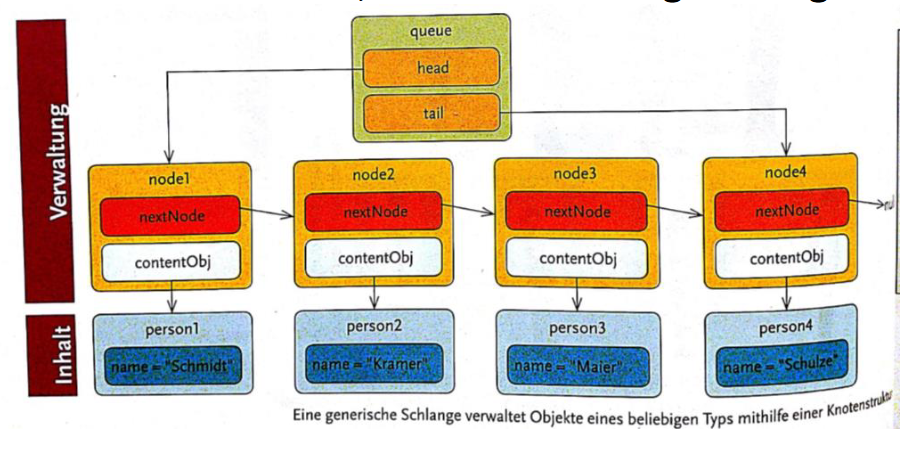 queue
head
tail
Verwaltung
node1
nextNode
contentObj
node2
nextNode
contentObj
node3
nextNode
contentObj
node4
nextNode
contentObj
Inhalt
person1
name = "Schmidt"
person2
name = "Kramer"
person3
name = "Maier"
person4
name = "Schulze"
Eine generische Schlange verwaltet Objekte eines beliebigen Typs mithilfe einer Knotenstruktur